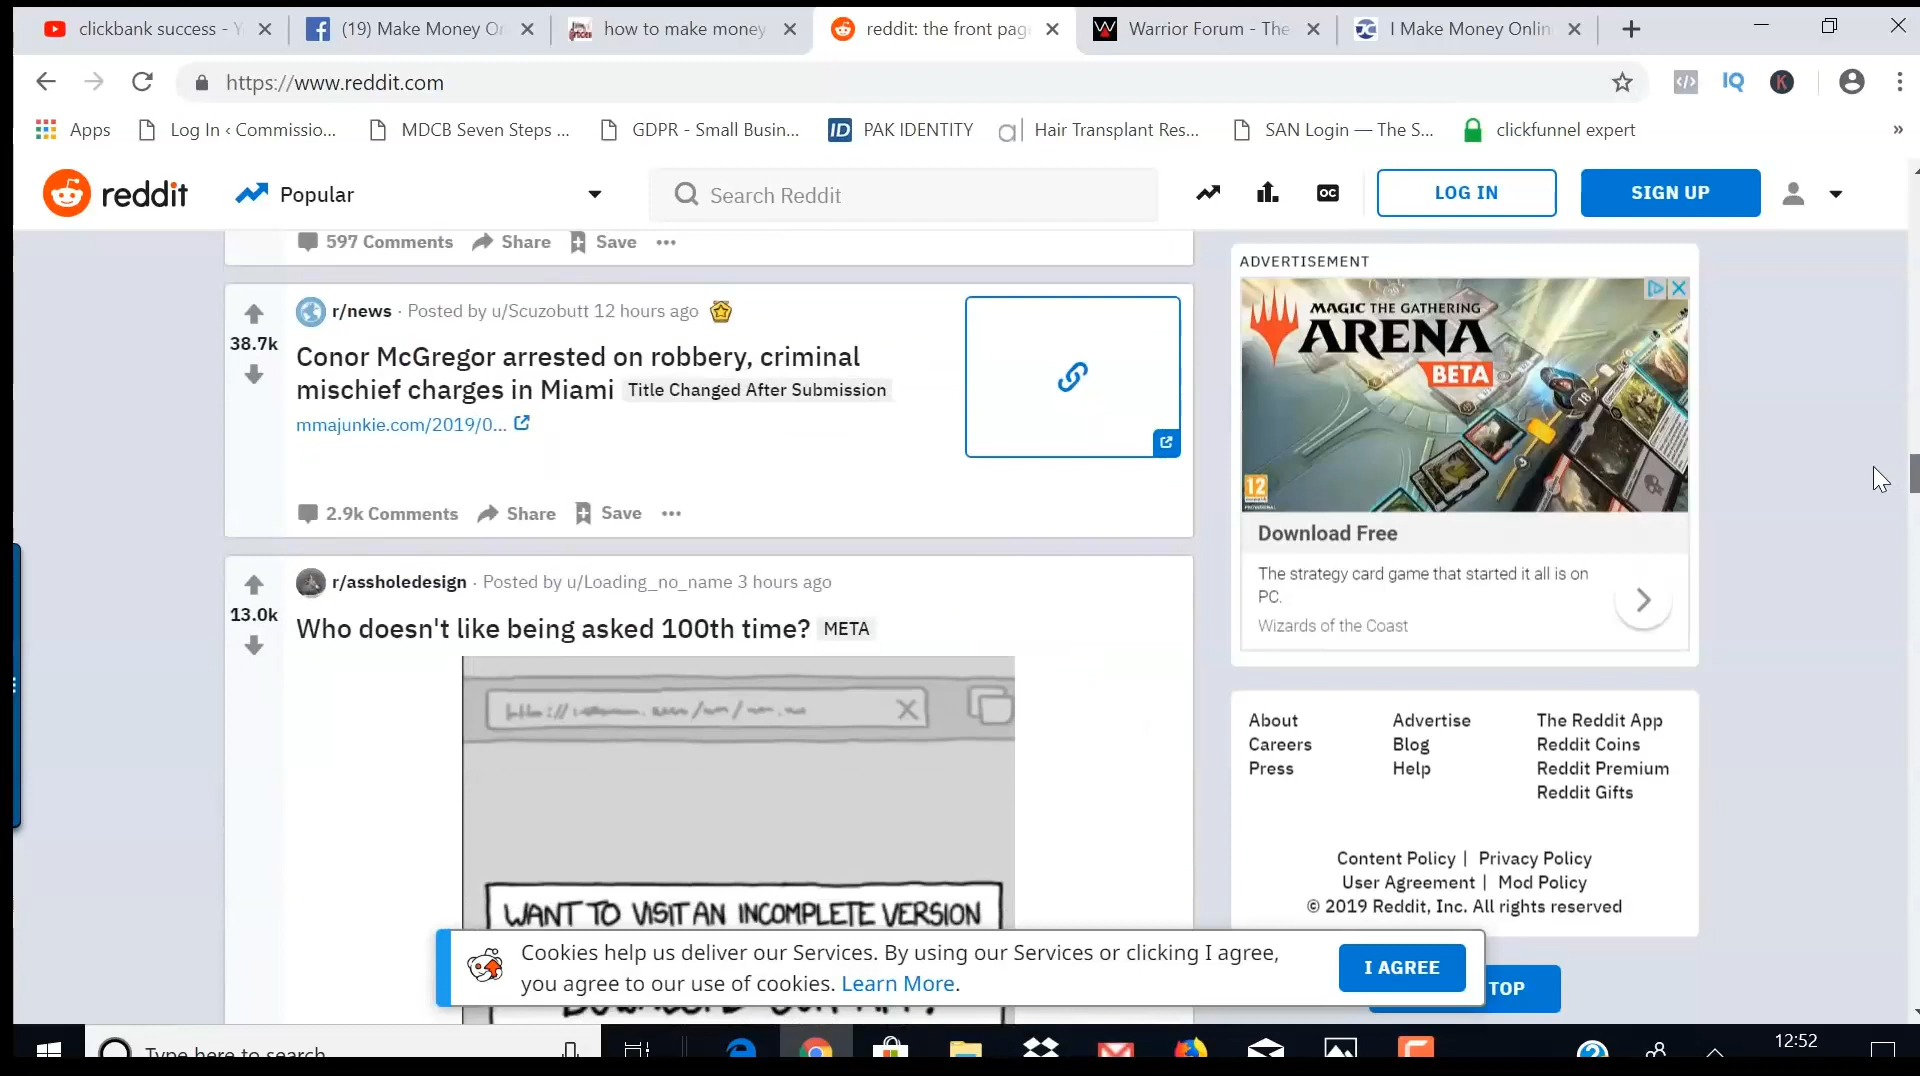 clickbank success - Y
(19) Make Money Or
how to make money
reddit: the front page
Warrior Forum - The
I Make Money Onlin
https://www.reddit.com
IQ
K
Apps
Log In ‹ Commissio...
MDCB Seven Steps ...
GDPR - Small Busin...
ID PAK IDENTITY
a| Hair Transplant Res...
SAN Login — The S...
clickfunnel expert
»
reddit
Popular
Search Reddit
OC
LOG IN
SIGN UP
597 Comments
Share
Save
r/news · Posted by u/Scuzobutt 12 hours ago
38.7k
Conor McGregor arrested on robbery, criminal
mischief charges in Miami Title Changed After Submission
mmajunkie.com/2019/0...
2.9k Comments
Share
Save
r/assholedesign · Posted by u/Loading_no_name 3 hours ago
13.0k
Who doesn't like being asked 100th time? META
WANT TO VISIT AN INCOMPLETE VERSION
ADVERTISEMENT
MAGIC THE GATHERING
ARENA
BETA
18
3
12
Download Free
The strategy card game that started it all is on
PC.
Wizards of the Coast
About
Careers
Press
Advertise
Blog
Help
The Reddit App
Reddit Coins
Reddit Premium
Reddit Gifts
Content Policy | Privacy Policy
User Agreement | Mod Policy
© 2019 Reddit, Inc. All rights reserved
Cookies help us deliver our Services. By using our Services or clicking I agree,
you agree to our use of cookies. Learn More.
I AGREE
TOP
Type here to search
12:52